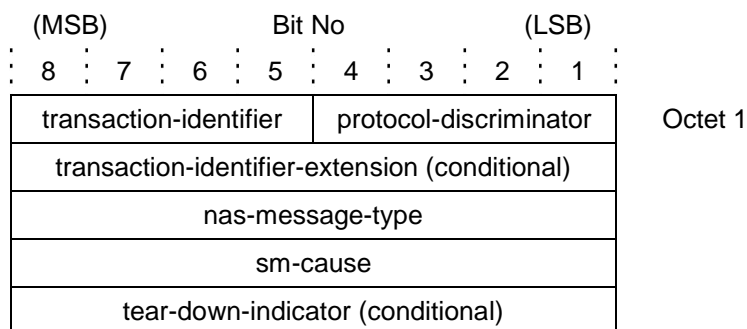 (MSB) Bit No (LSB)
8 7 6 5 4 3 2 1
transaction-identifier protocol-discriminator Octet 1
transaction-identifier-extension (conditional)
nas-message-type
sm-cause
tear-down-indicator (conditional)